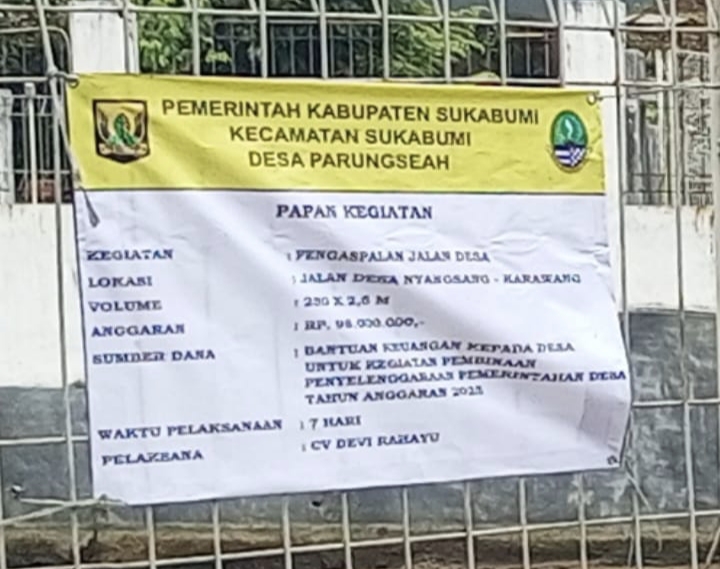 PEMERINTAH KABUPATEN SUKABUMI
KECAMATAN SUKABUMI
DESA PARUNGSEAH
PAPAN KEGIATAN
KEGIATAN : PENGASPALAN JALAN DESA
LOKASI : JALAN DESA NYANGSANG - KARAWANG
VOLUME : 230 X 2,6 M
ANGGARAN : RP. 98.000.000,-
SUMBER DANA : BANTUAN KEUANGAN KEPADA DESA
UNTUK KEGIATAN PEMBINAAN
PENYELENGGARAAN PEMERINTAHAN DESA
TAHUN ANGGARAN 2023
WAKTU PELAKSANAAN : 7 HARI
PELAKSANA : CV DEVI RAHAYU